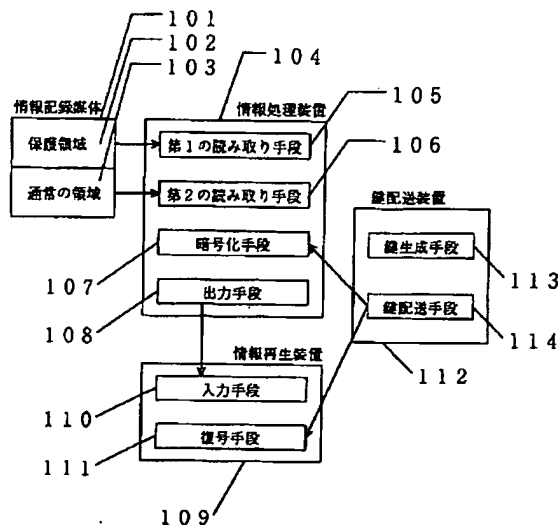 101
102
103
104
情報記録媒体
情報処理装置
105
保護領域
第1の読み取り手段
106
通常の領域
第2の読み取り手段
鍵配送装置
暗号化手段
鍵生成手段
107
113
出力手段
鍵配送手段
108
114
情報再生装置
112
110
入力手段
復号手段
111
109